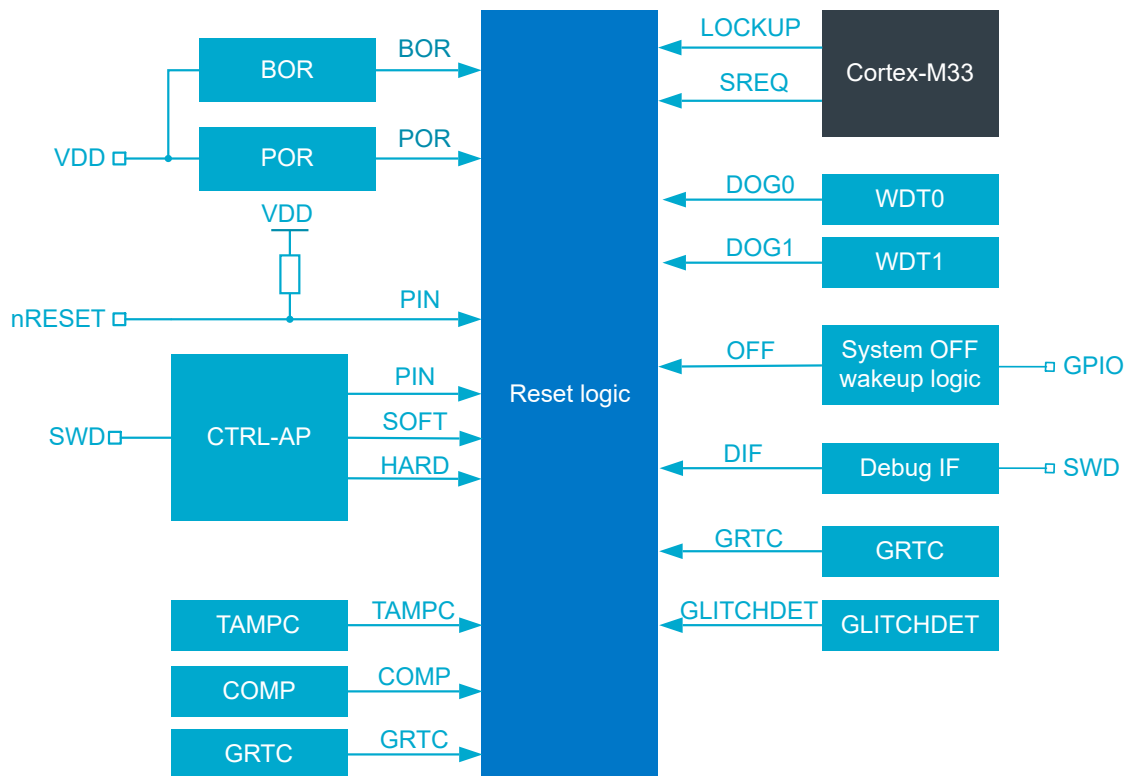 BOR
BOR
VDD
POR
POR
VDD
nRESET
PIN
SWD
CTRL-AP
PIN
SOFT
HARD
TAMPC
TAMPC
COMP
COMP
GRTC
GRTC
Reset logic
LOCKUP
SREQ
Cortex-M33
DOG0
WDT0
DOG1
WDT1
OFF
System OFF
wakeup logic
GPIO
DIF
Debug IF
SWD
GRTC
GRTC
GLITCHDET
GLITCHDET